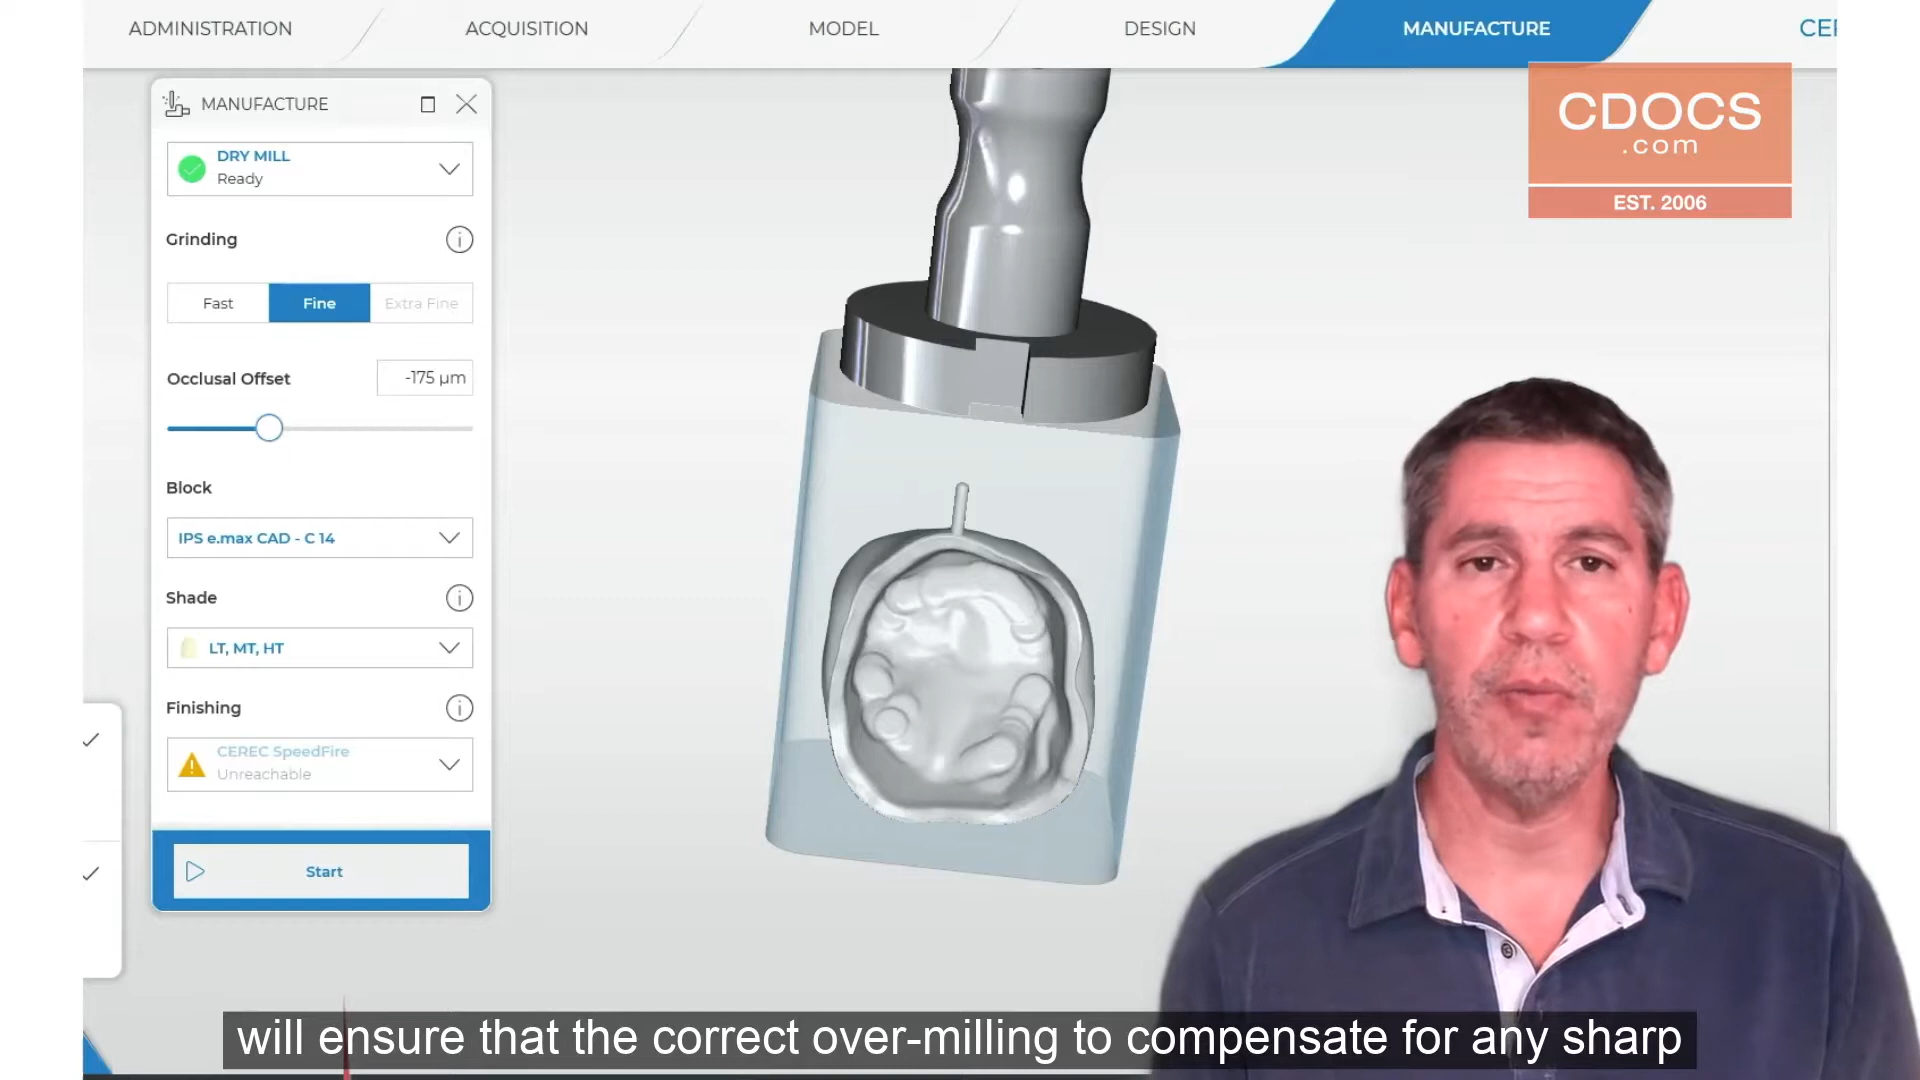 ADMINISTRATION
ACQUISITION
MODEL
DESIGN
MANUFACTURE
CDOCS
.com
EST. 2006
MANUFACTURE
DRY MILL
Ready
Grinding
Fast
Fine
Extra Fine
Occlusal Offset
-175 µm
Block
IPS e.max CAD - C 14
Shade
LT, MT, HT
Finishing
CEREC SpeedFire
Unreachable
Start
will ensure that the correct over-milling to compensate for any sharp